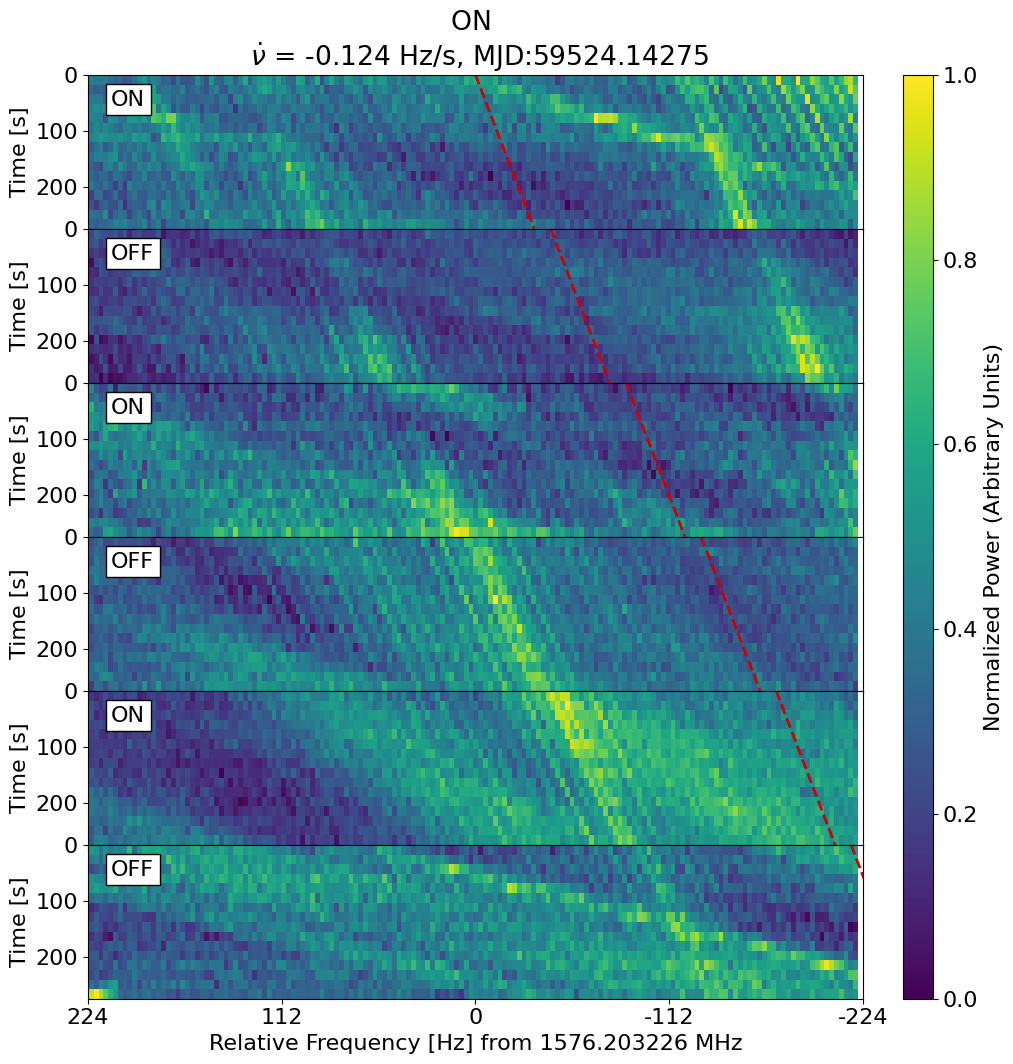 ON
ν̇ = -0.124 Hz/s, MJD:59524.14275
0
ON
100
Time [s]
200
0
OFF
100
Time [s]
200
0
ON
100
Time [s]
200
0
OFF
100
Time [s]
200
0
ON
100
Time [s]
200
0
OFF
100
Time [s]
200
224 112 0 -112 -224
Relative Frequency [Hz] from 1576.203226 MHz
1.0
0.8
0.6
0.4
0.2
0.0
Normalized Power (Arbitrary Units)